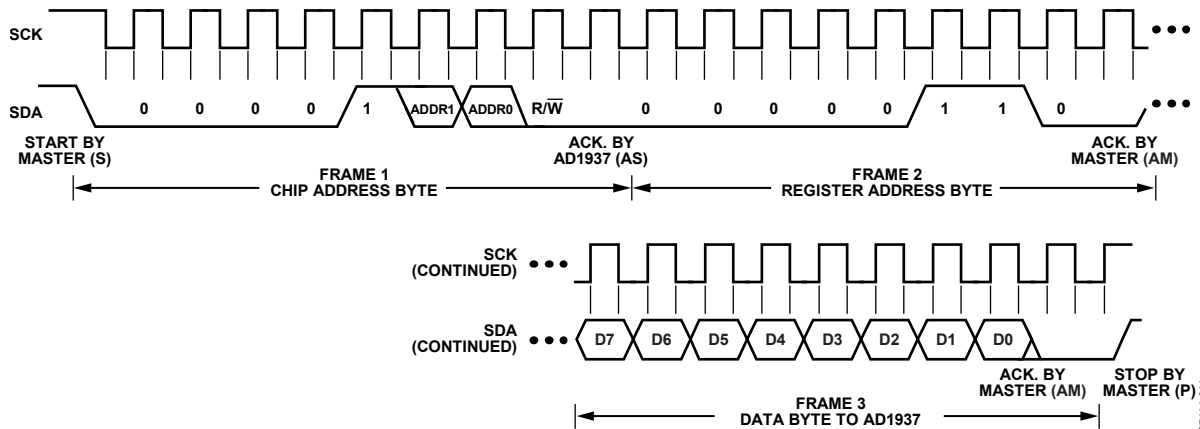 SCK
SDA
0 0 0 0 1 ADDR1 ADDR0 R/W̅ 0 0 0 0 0 1 1 0
START BY
MASTER (S)
ACK. BY
AD1937 (AS)
ACK. BY
MASTER (AM)
FRAME 1
CHIP ADDRESS BYTE
FRAME 2
REGISTER ADDRESS BYTE
SCK
(CONTINUED)
SDA
(CONTINUED)
D7 D6 D5 D4 D3 D2 D1 D0
ACK. BY
MASTER (AM)
STOP BY
MASTER (P)
FRAME 3
DATA BYTE TO AD1937